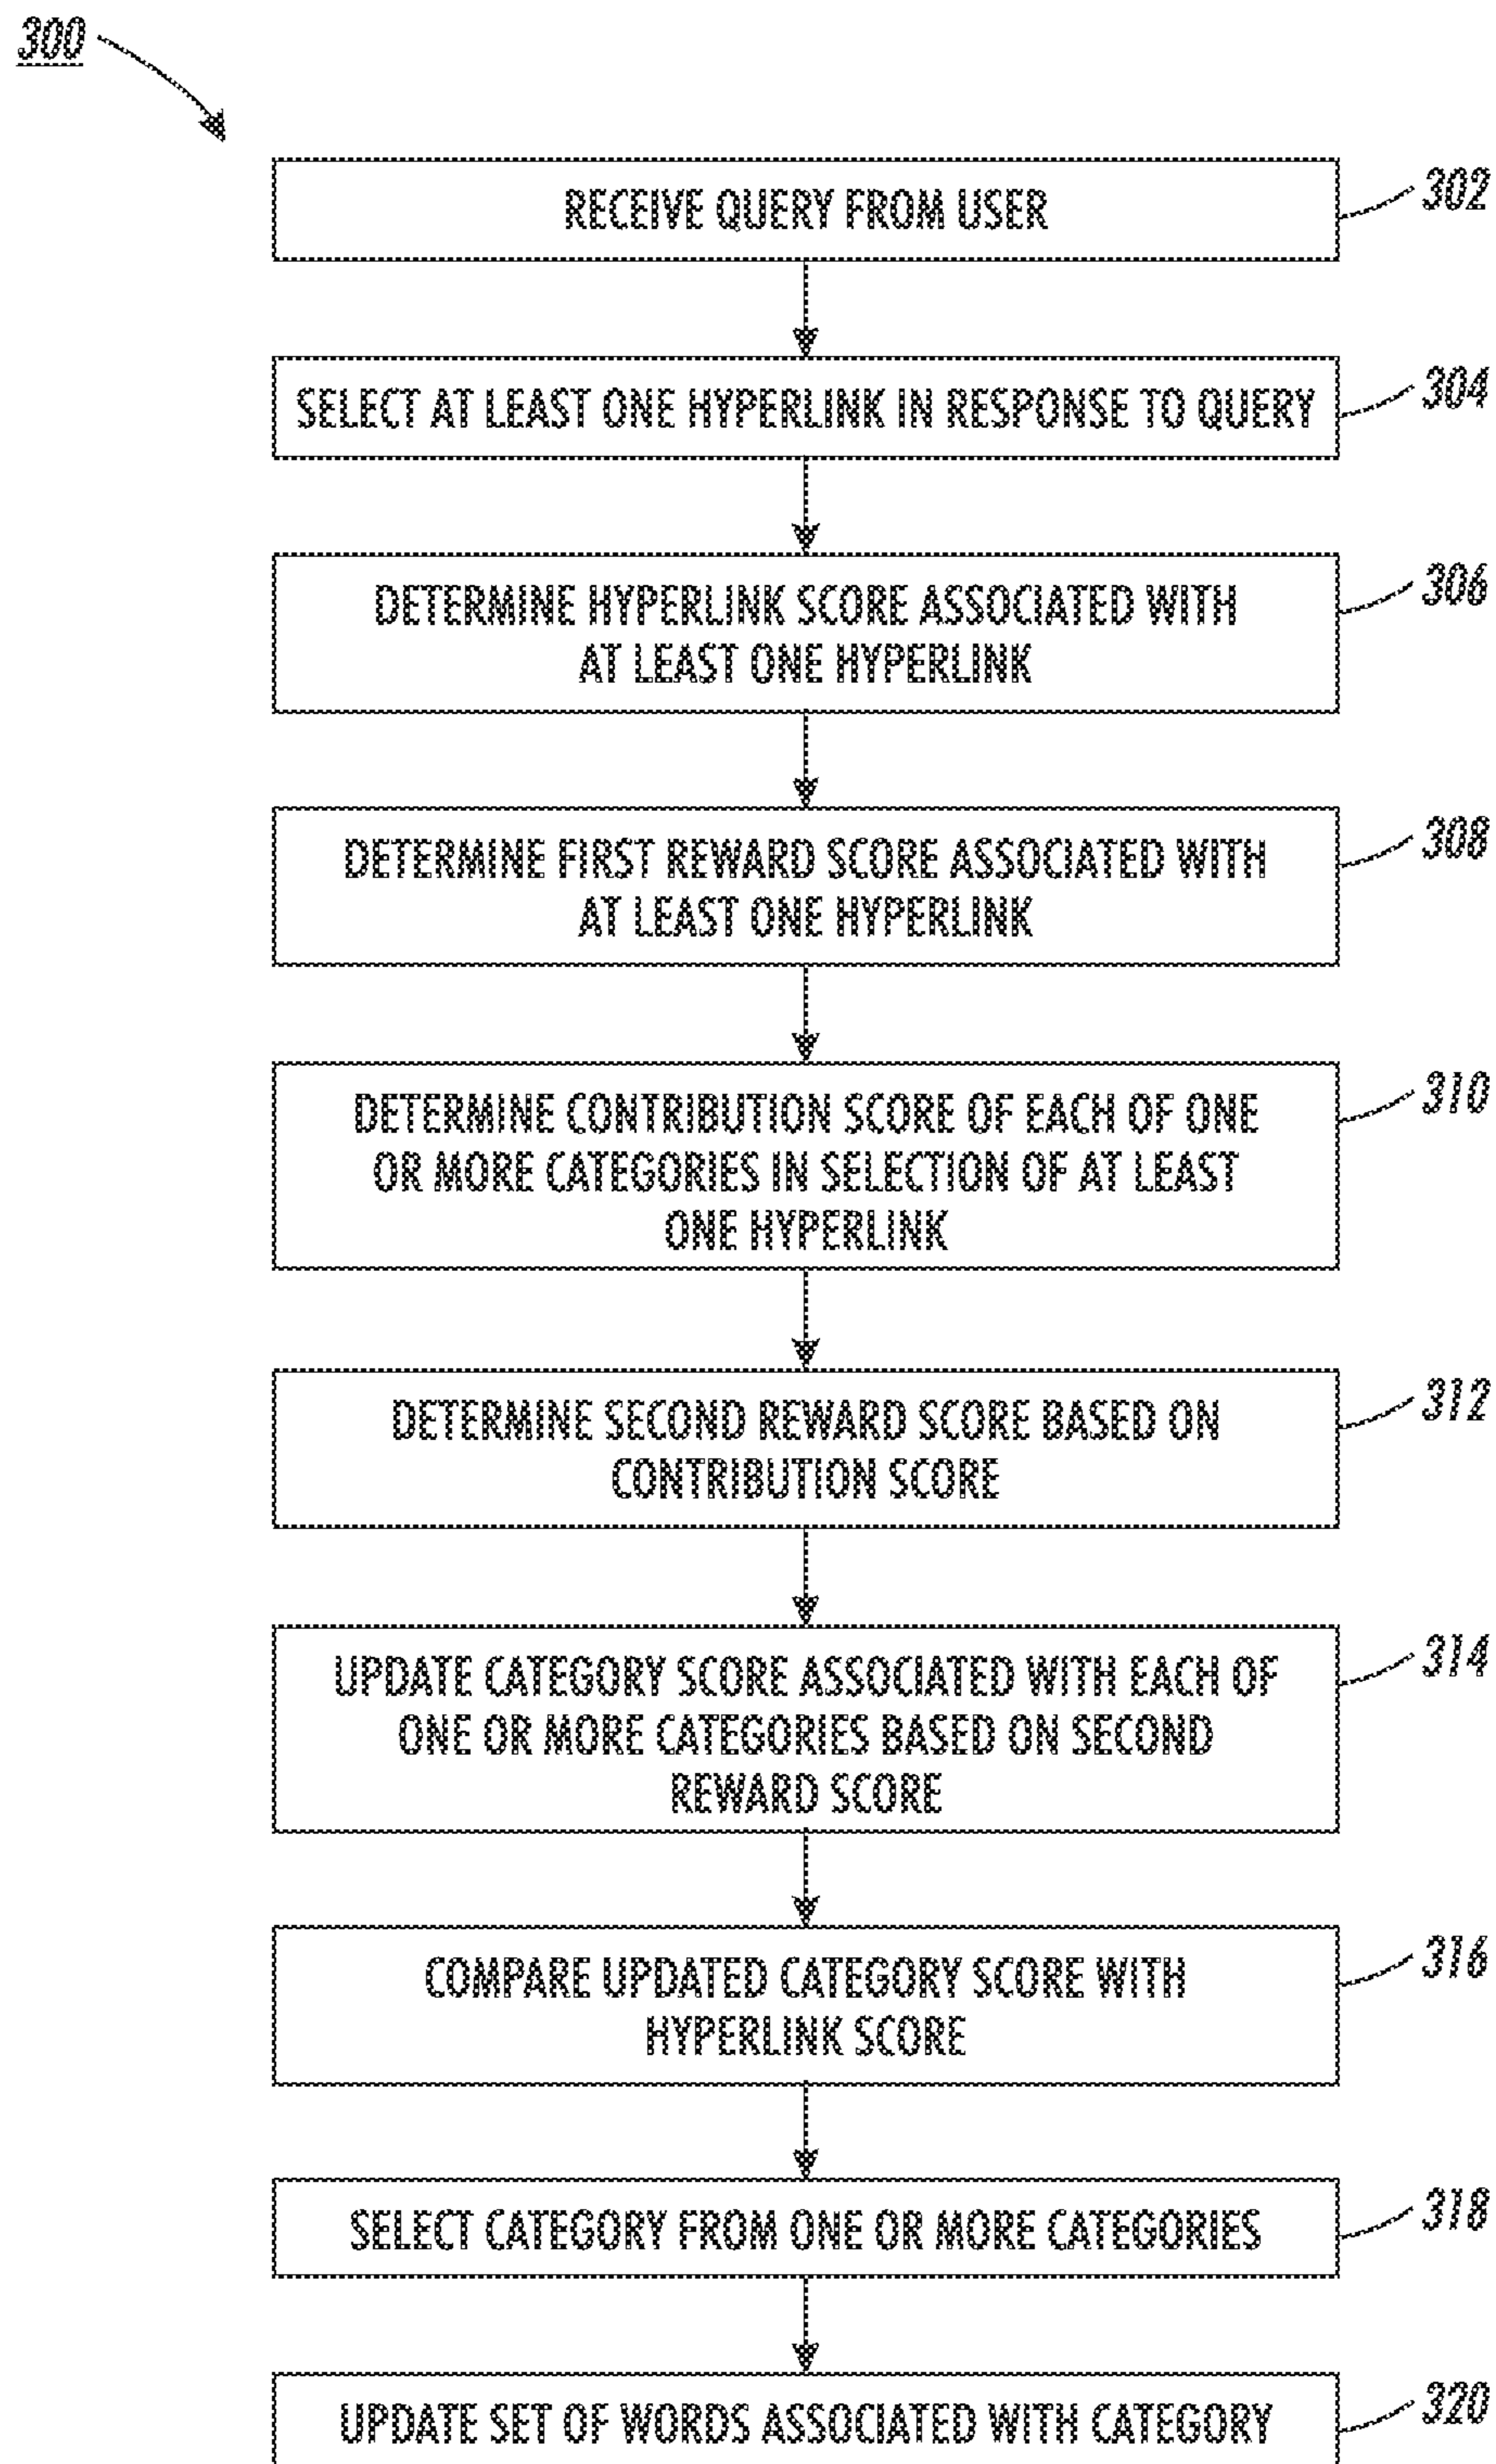 300
RECEIVE QUERY FROM USER
302
SELECT AT LEAST ONE HYPERLINK IN RESPONSE TO QUERY
304
DETERMINE HYPERLINK SCORE ASSOCIATED WITH
AT LEAST ONE HYPERLINK
306
DETERMINE FIRST REWARD SCORE ASSOCIATED WITH
AT LEAST ONE HYPERLINK
308
DETERMINE CONTRIBUTION SCORE OF EACH OF ONE
OR MORE CATEGORIES IN SELECTION OF AT LEAST
ONE HYPERLINK
310
DETERMINE SECOND REWARD SCORE BASED ON
CONTRIBUTION SCORE
312
UPDATE CATEGORY SCORE ASSOCIATED WITH EACH OF
ONE OR MORE CATEGORIES BASED ON SECOND
REWARD SCORE
314
COMPARE UPDATED CATEGORY SCORE WITH
HYPERLINK SCORE
316
SELECT CATEGORY FROM ONE OR MORE CATEGORIES
318
UPDATE SET OF WORDS ASSOCIATED WITH CATEGORY
320